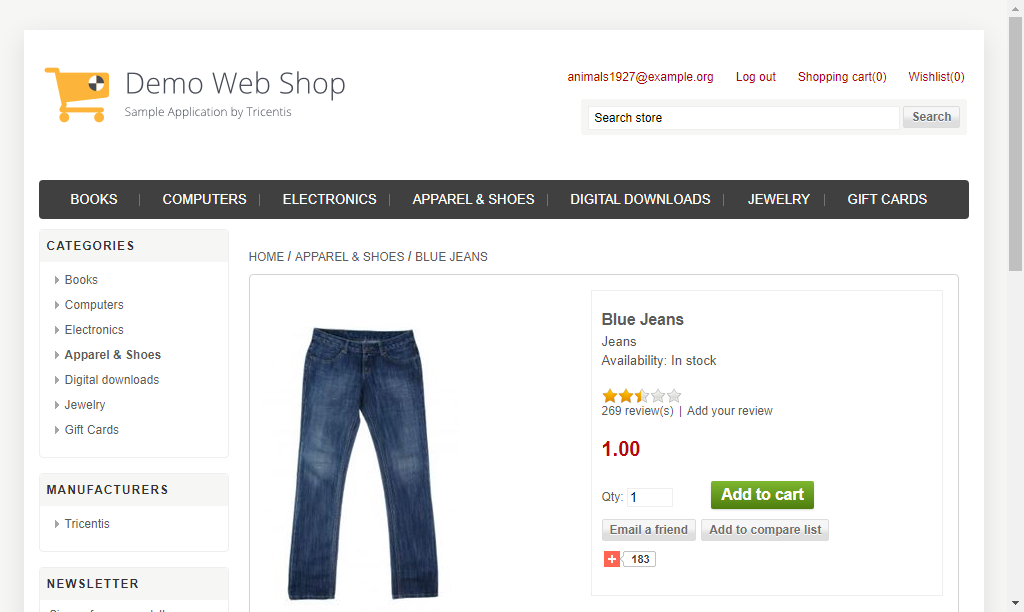 Demo Web Shop
Sample Application by Tricentis
animals1927@example.org Log out Shopping cart(0) Wishlist(0)
Search store Search
BOOKS COMPUTERS ELECTRONICS APPAREL & SHOES DIGITAL DOWNLOADS JEWELRY GIFT CARDS
CATEGORIES
Books
Computers
Electronics
Apparel & Shoes
Digital downloads
Jewelry
Gift Cards
MANUFACTURERS
Tricentis
NEWSLETTER
HOME / APPAREL & SHOES / BLUE JEANS
Blue Jeans
Jeans
Availability: In stock
269 review(s) | Add your review
1.00
Qty: 1 Add to cart
Email a friend Add to compare list
+ 183